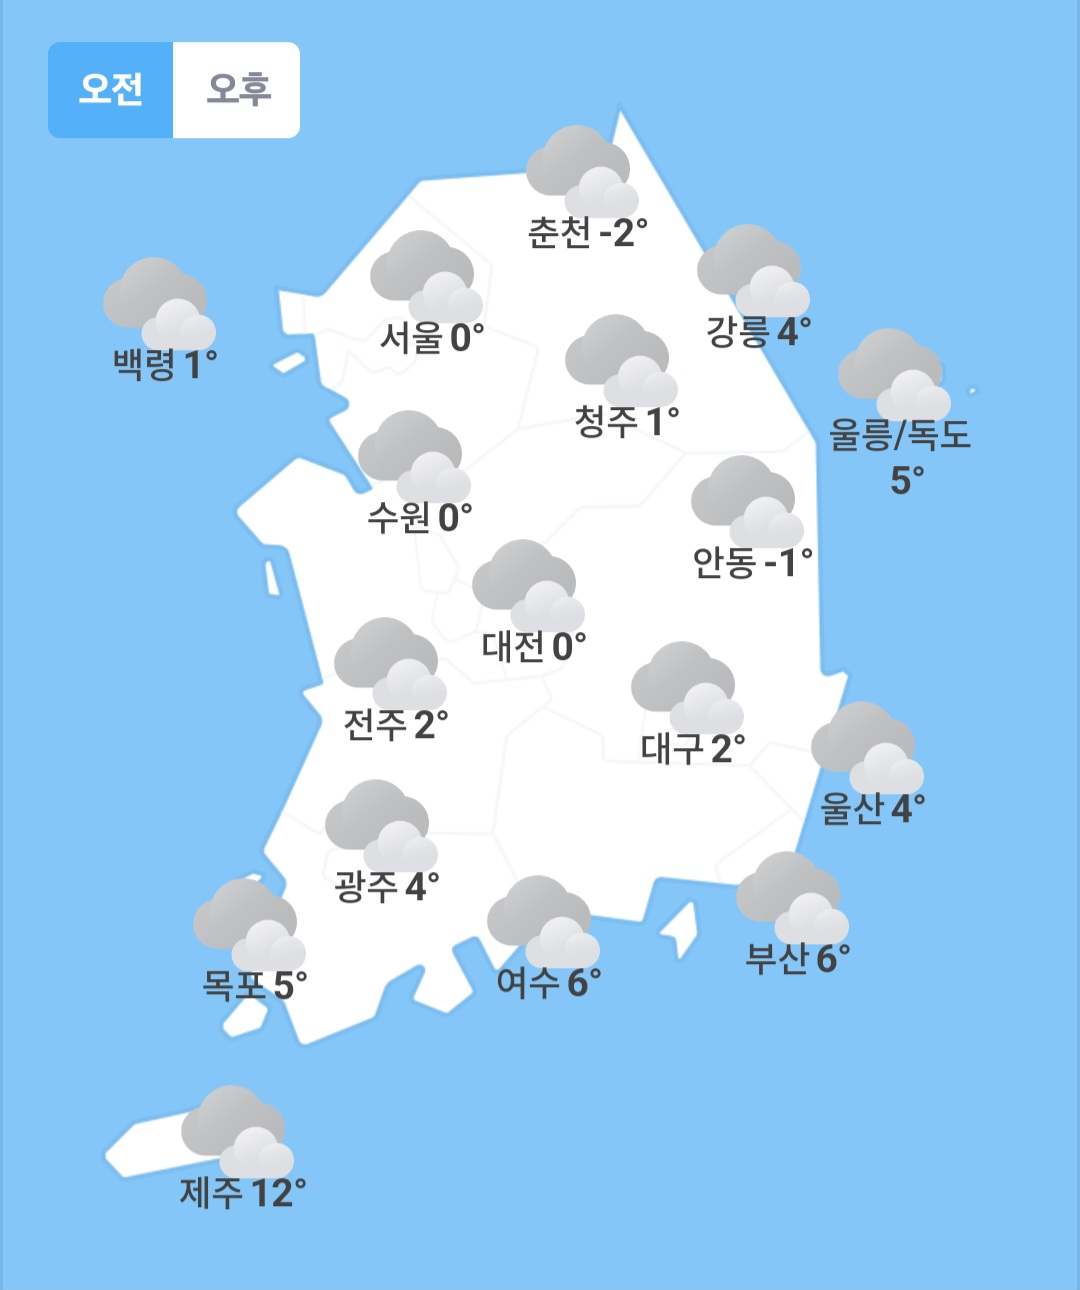 오전 오후
춘천 -2°
강릉 4°
서울 0°
백령 1°
청주 1°
울릉/독도
5°
수원 0°
안동 -1°
대전 0°
전주 2°
대구 2°
울산 4°
광주 4°
부산 6°
목포 5°
여수 6°
제주 12°